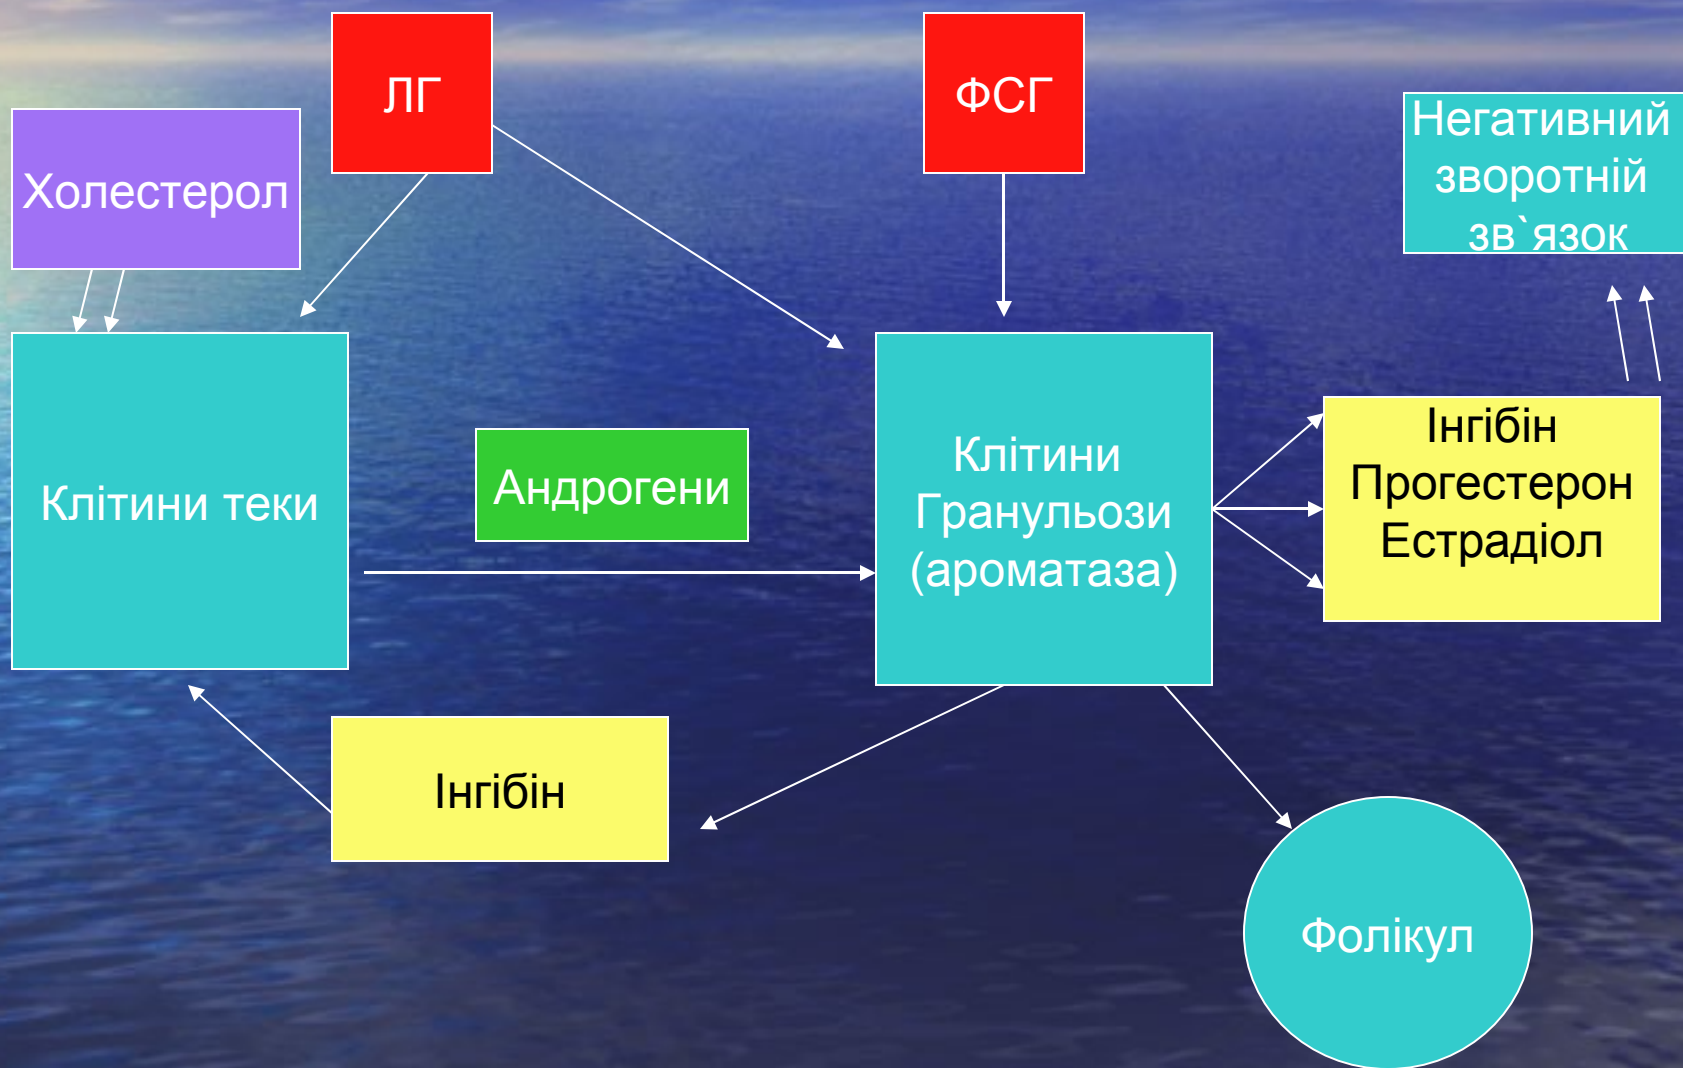 ЛГ
ФСГ
Холестерол
Негативний
зворотній
зв`язок
Клітини теки
Андрогени
Клітини
Гранульози
(ароматаза)
Інгібін
Прогестерон
Естрадіол
Інгібін
Фолікул